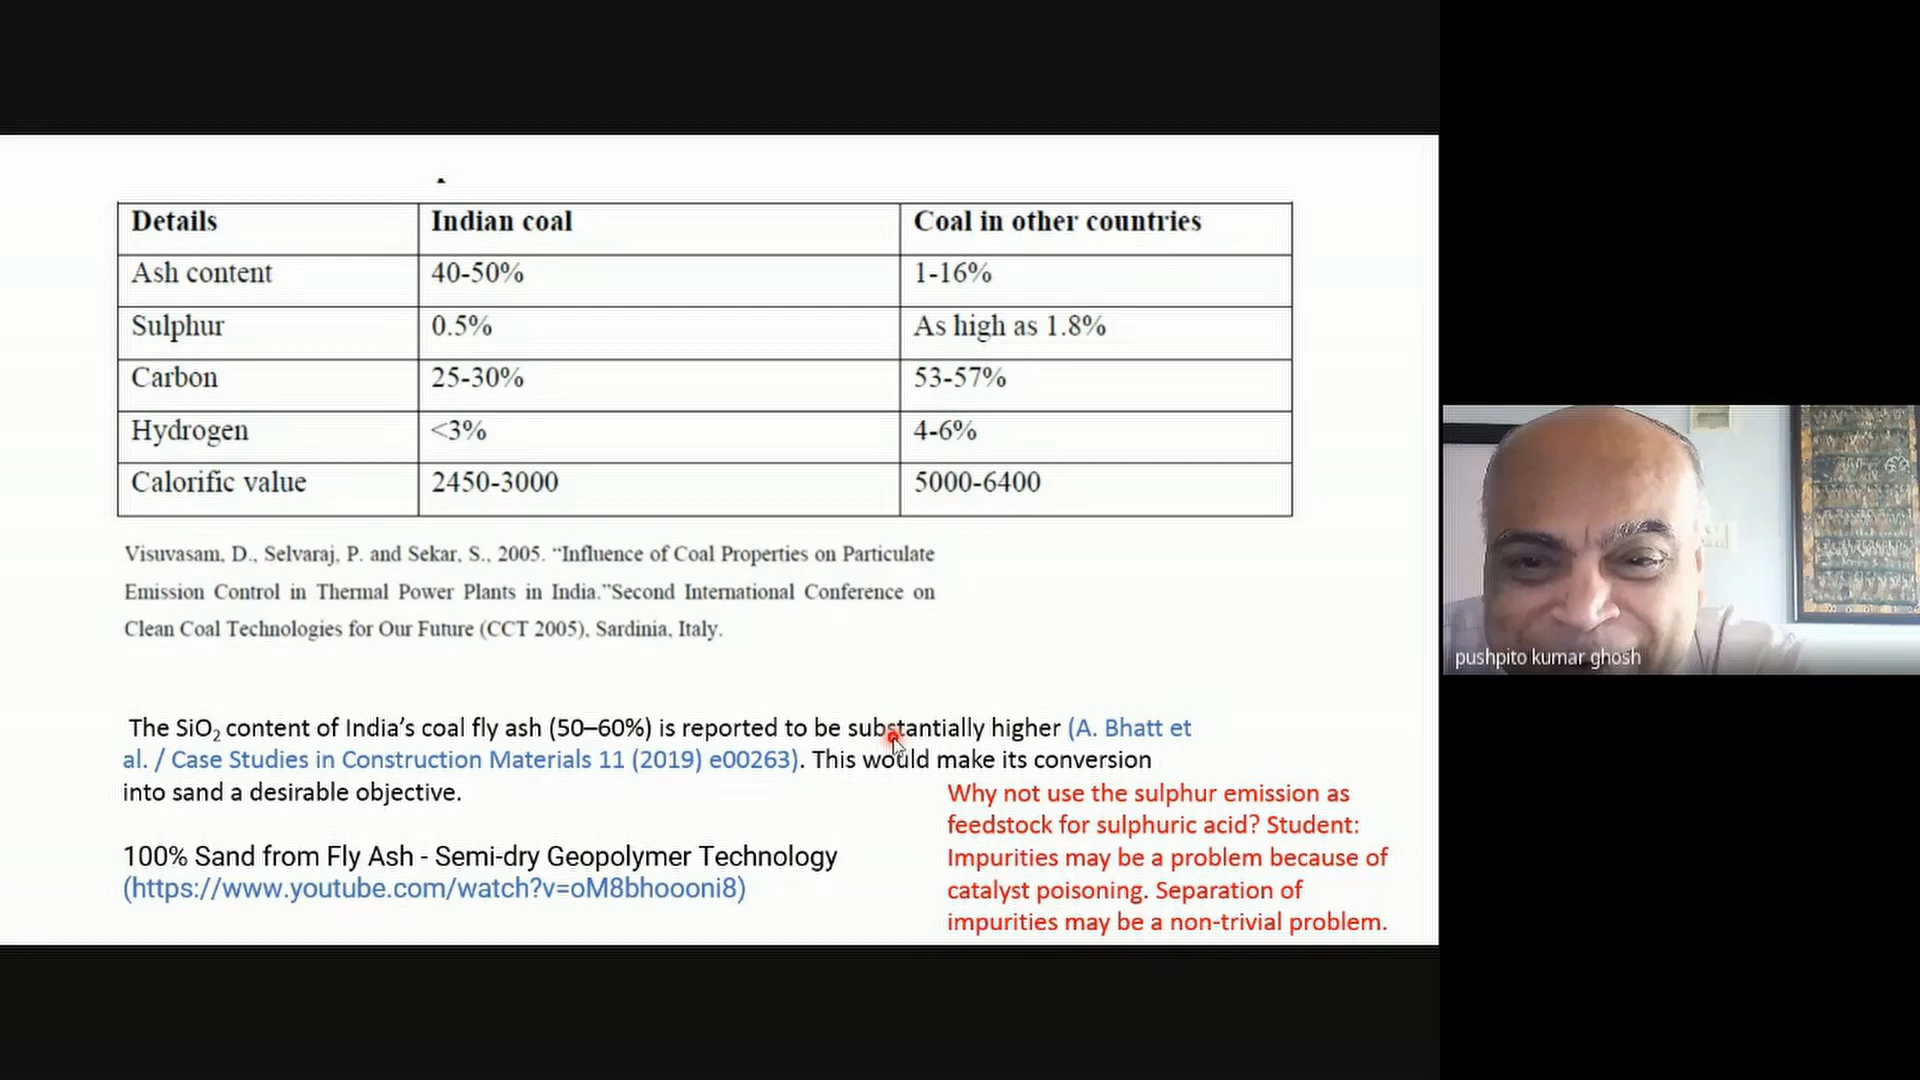 Details Indian coal Coal in other countries
Ash content 40-50% 1-16%
Sulphur 0.5% As high as 1.8%
Carbon 25-30% 53-57%
Hydrogen <3% 4-6%
Calorific value 2450-3000 5000-6400
Visuvasam, D., Selvaraj, P. and Sekar, S., 2005. “Influence of Coal Properties on Particulate
Emission Control in Thermal Power Plants in India.”Second International Conference on
Clean Coal Technologies for Our Future (CCT 2005), Sardinia, Italy.
The SiO₂ content of India’s coal fly ash (50–60%) is reported to be substantially higher (A. Bhatt et
al. / Case Studies in Construction Materials 11 (2019) e00263). This would make its conversion
into sand a desirable objective.
100% Sand from Fly Ash - Semi-dry Geopolymer Technology
(https://www.youtube.com/watch?v=oM8bhoooni8)
Why not use the sulphur emission as
feedstock for sulphuric acid? Student:
Impurities may be a problem because of
catalyst poisoning. Separation of
impurities may be a non-trivial problem.
pushpito kumar ghosh